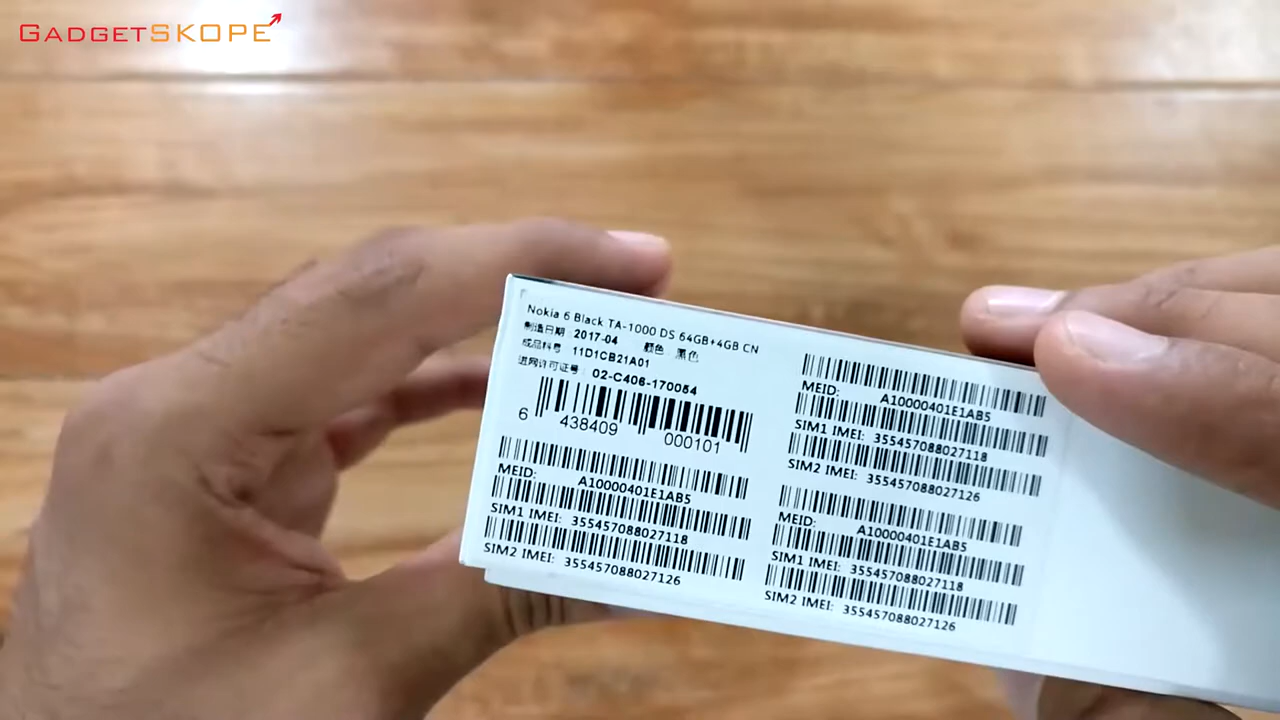 GADGETSKOPE
Nokia 6 Black TA-1000 DS 64GB+4GB CN
制造日期 2017-04 颜色 黑色
成品料号 11D1CB21A01
进网许可证号 02-C406-170054
6 438409 000101
MEID: A10000401E1AB5
SIM1 IMEI: 355457088027118
SIM2 IMEI: 355457088027126
MEID: A10000401E1AB5
SIM1 IMEI: 355457088027118
SIM2 IMEI: 355457088027126
MEID: A10000401E1AB5
SIM1 IMEI: 355457088027118
SIM2 IMEI: 355457088027126